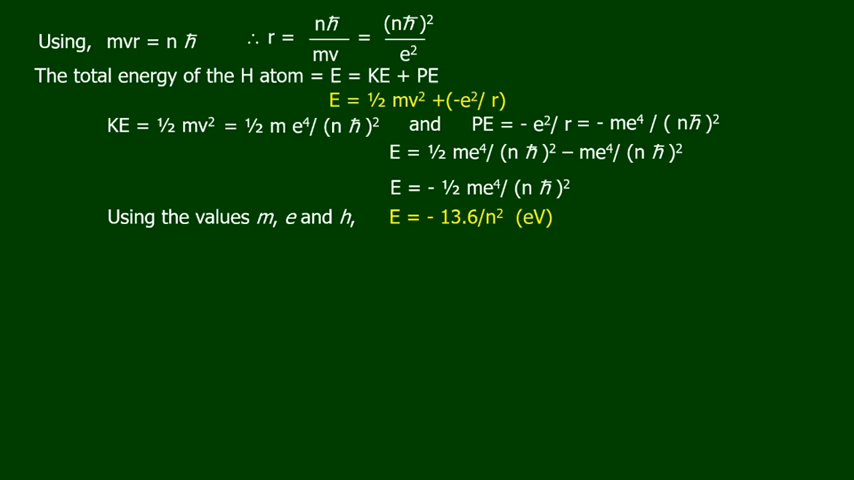 Using, mvr = n ℏ ∴ r = nℏ / mv = (nℏ)² / e²
The total energy of the H atom = E = KE + PE
E = ½ mv² +(-e²/ r)
KE = ½ mv² = ½ m e⁴/ (n ℏ )² and PE = - e²/ r = - me⁴ / ( nℏ )²
E = ½ me⁴/ (n ℏ )² – me⁴/ (n ℏ )²
E = - ½ me⁴/ (n ℏ )²
Using the values m, e and h, E = - 13.6/n² (eV)